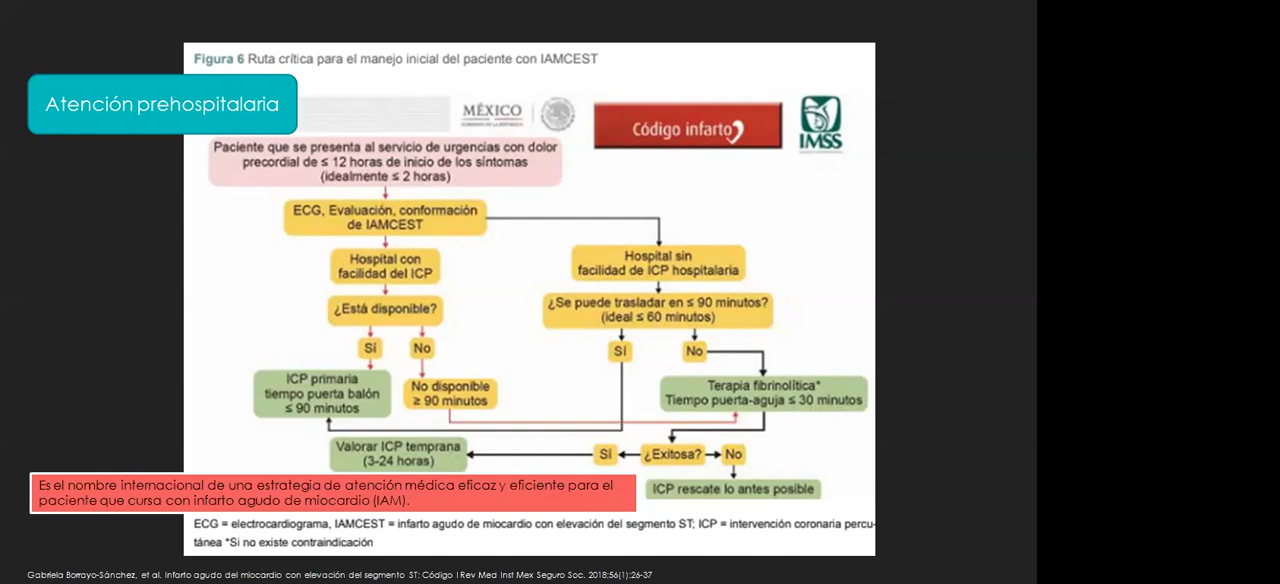 Figura 6 Ruta crítica para el manejo inicial del paciente con IAMCEST
Atención prehospitalaria
MÉXICO
Código infarto
IMSS
Paciente que se presenta al servicio de urgencias con dolor
precordial de ≤ 12 horas de inicio de los síntomas
(idealmente ≤ 2 horas)
ECG, Evaluación, conformación
de IAMCEST
Hospital con
facilidad del ICP
Hospital sin
facilidad de ICP hospitalaria
¿Está disponible?
¿Se puede trasladar en ≤ 90 minutos?
(ideal ≤ 60 minutos)
Sí
No
Sí
No
ICP primaria
tiempo puerta balón
≤ 90 minutos
No disponible
≥ 90 minutos
Terapia fibrinolítica*
Tiempo puerta-aguja ≤ 30 minutos
Valorar ICP temprana
(3-24 horas)
Sí
¿Exitosa?
No
ICP rescate lo antes posible
Es el nombre internacional de una estrategia de atención médica eficaz y eficiente para el
paciente que cursa con infarto agudo de miocardio (IAM).
ECG = electrocardiograma, IAMCEST = infarto agudo de miocardio con elevación del segmento ST; ICP = intervención coronaria percu-
tánea *Si no existe contraindicación
Gabriela Borrayo-Sánchez, et al. Infarto agudo del miocardio con elevación del segmento ST: Código I Rev Med Inst Mex Seguro Soc. 2018;56(1):26-37